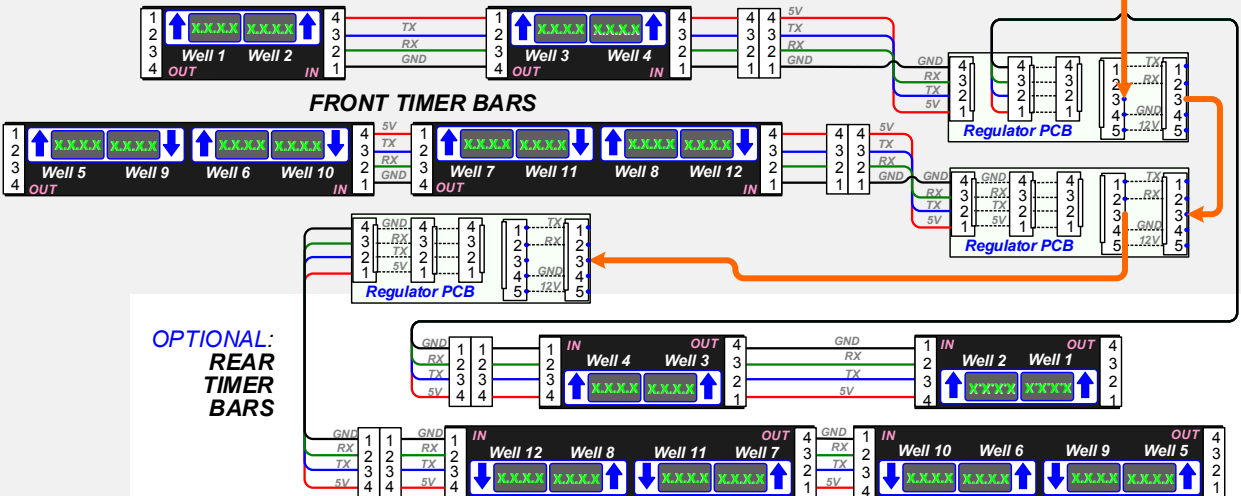 1 2 3 4 X.X.X.X X.X.X.X Well 1 Well 2 OUT IN 4 3 2 1
TX RX GND
1 2 3 4 X.X.X.X X.X.X.X Well 3 Well 4 OUT IN 4 3 2 1
4 3 2 1 4 3 2 1
5V TX RX GND
GND RX TX 5V
4 3 2 1 4 3 2 1 4 3 2 1
1 2 3 4 5 TX RX GND 12V 1 2 3 4 5
Regulator PCB
FRONT TIMER BARS
1 2 3 4 X.X.X.X X.X.X.X X.X.X.X X.X.X.X
Well 5 Well 9 Well 6 Well 10
OUT IN 4 3 2 1
5V TX RX GND
1 2 3 4 X.X.X.X X.X.X.X X.X.X.X X.X.X.X
Well 7 Well 11 Well 8 Well 12
OUT IN 4 3 2 1
4 3 2 1 4 3 2 1
5V TX RX GND
GND RX TX 5V
4 3 2 1 GND RX TX 5V 4 3 2 1 4 3 2 1
1 2 3 4 5 TX RX GND 12V 1 2 3 4 5
Regulator PCB
4 3 2 1 GND RX TX 5V 4 3 2 1 4 3 2 1
1 2 3 4 5 TX RX GND 12V 1 2 3 4 5
Regulator PCB
OPTIONAL:
REAR
TIMER
BARS
GND RX TX 5V
1 2 3 4 1 2 3 4
1 2 3 4 IN OUT 4 3 2 1
Well 4 Well 3
X.X.X.X X.X.X.X
GND RX TX 5V
1 2 3 4 IN OUT 4 3 2 1
Well 2 Well 1
X.X.X.X X.X.X.X
GND RX TX 5V
1 2 3 4 1 2 3 4
GND RX TX 5V
1 2 3 4 IN OUT 4 3 2 1
Well 12 Well 8 Well 11 Well 7
X.X.X.X X.X.X.X X.X.X.X X.X.X.X
GND RX TX 5V
1 2 3 4 IN OUT 4 3 2 1
Well 10 Well 6 Well 9 Well 5
X.X.X.X X.X.X.X X.X.X.X X.X.X.X